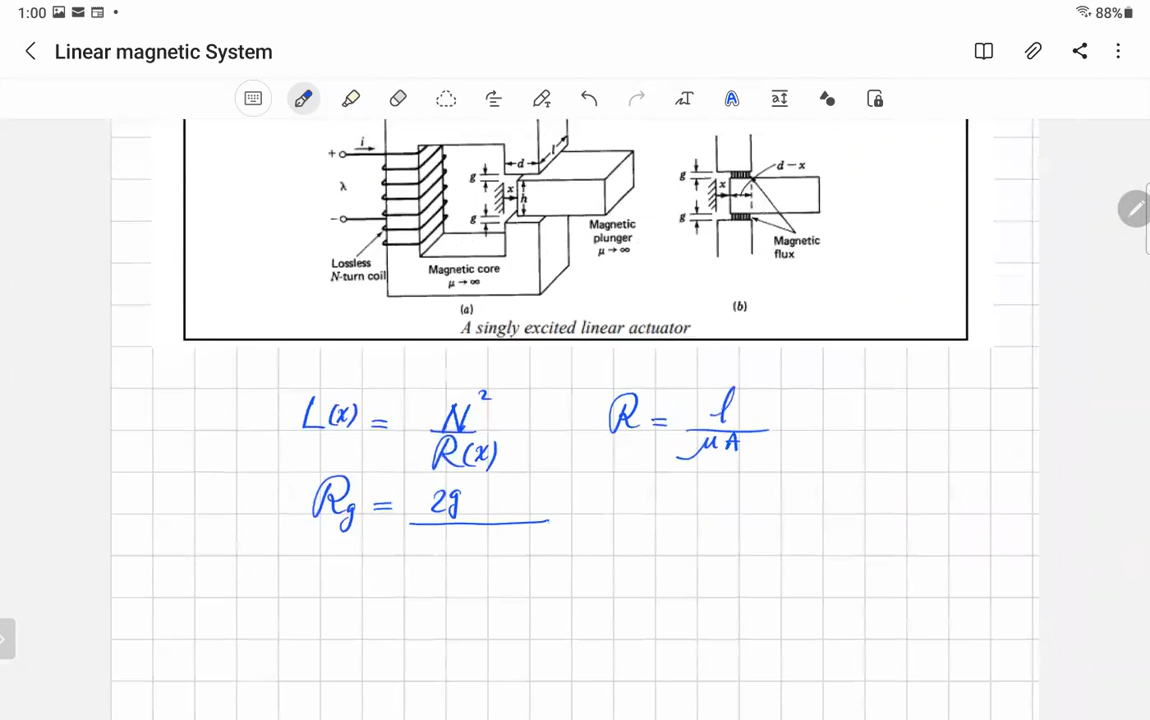 1:00
88%
Linear magnetic System
+ i
λ
−
d
l
g
x
h
g
Lossless
N-turn coil
Magnetic core
μ → ∞
Magnetic
plunger
μ → ∞
(a)
g
x
d − x
g
Magnetic
flux
(b)
A singly excited linear actuator
L(x) = N² / R(x) R = l / μA
Rg = 2g